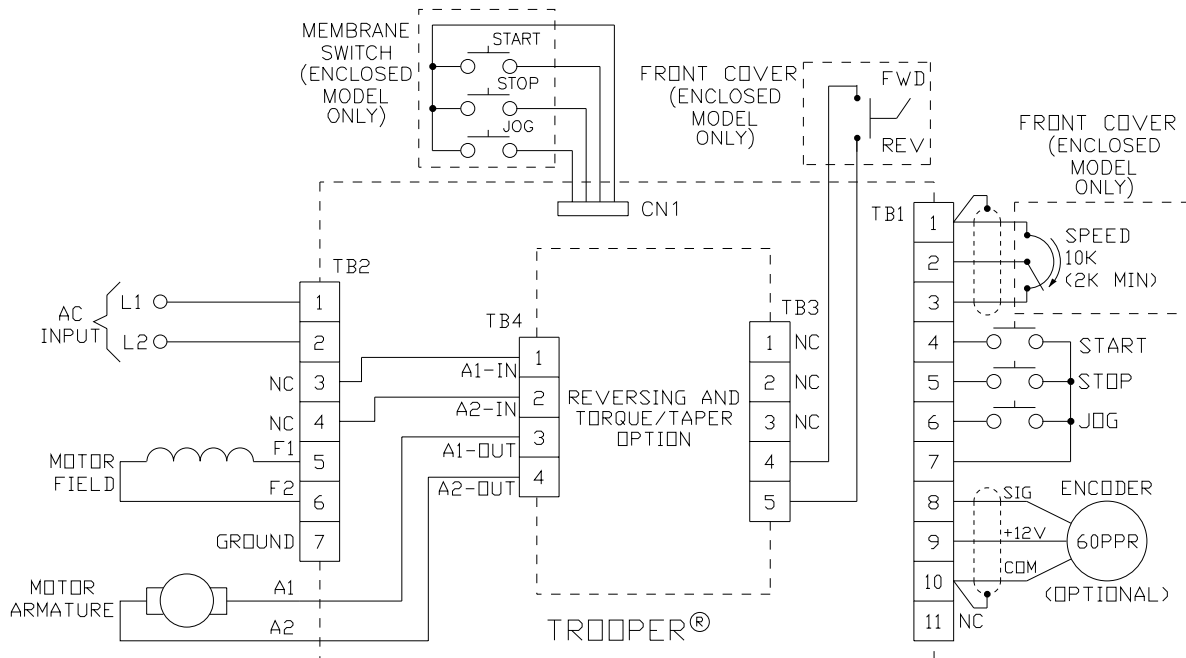 MEMBRANE
SWITCH
(ENCLOSED
MODEL
ONLY)
START
STOP
JOG
CN1
FRONT COVER
(ENCLOSED
MODEL
ONLY)
FWD
REV
FRONT COVER
(ENCLOSED
MODEL
ONLY)
TB1
1
2
3
4
5
6
7
8
9
10
11
NC
SPEED
10K
(2K MIN)
START
STOP
JOG
SIG
+12V
COM
ENCODER
60PPR
(OPTIONAL)
AC
INPUT
L1
L2
TB2
1
2
NC 3
NC 4
F1 5
F2 6
GROUND 7
MOTOR
FIELD
MOTOR
ARMATURE
A1
A2
TB4
1
2
3
4
A1-IN
A2-IN
A1-OUT
A2-OUT
REVERSING AND
TORQUE/TAPER
OPTION
TB3
1 NC
2 NC
3 NC
4
5
TROOPER®